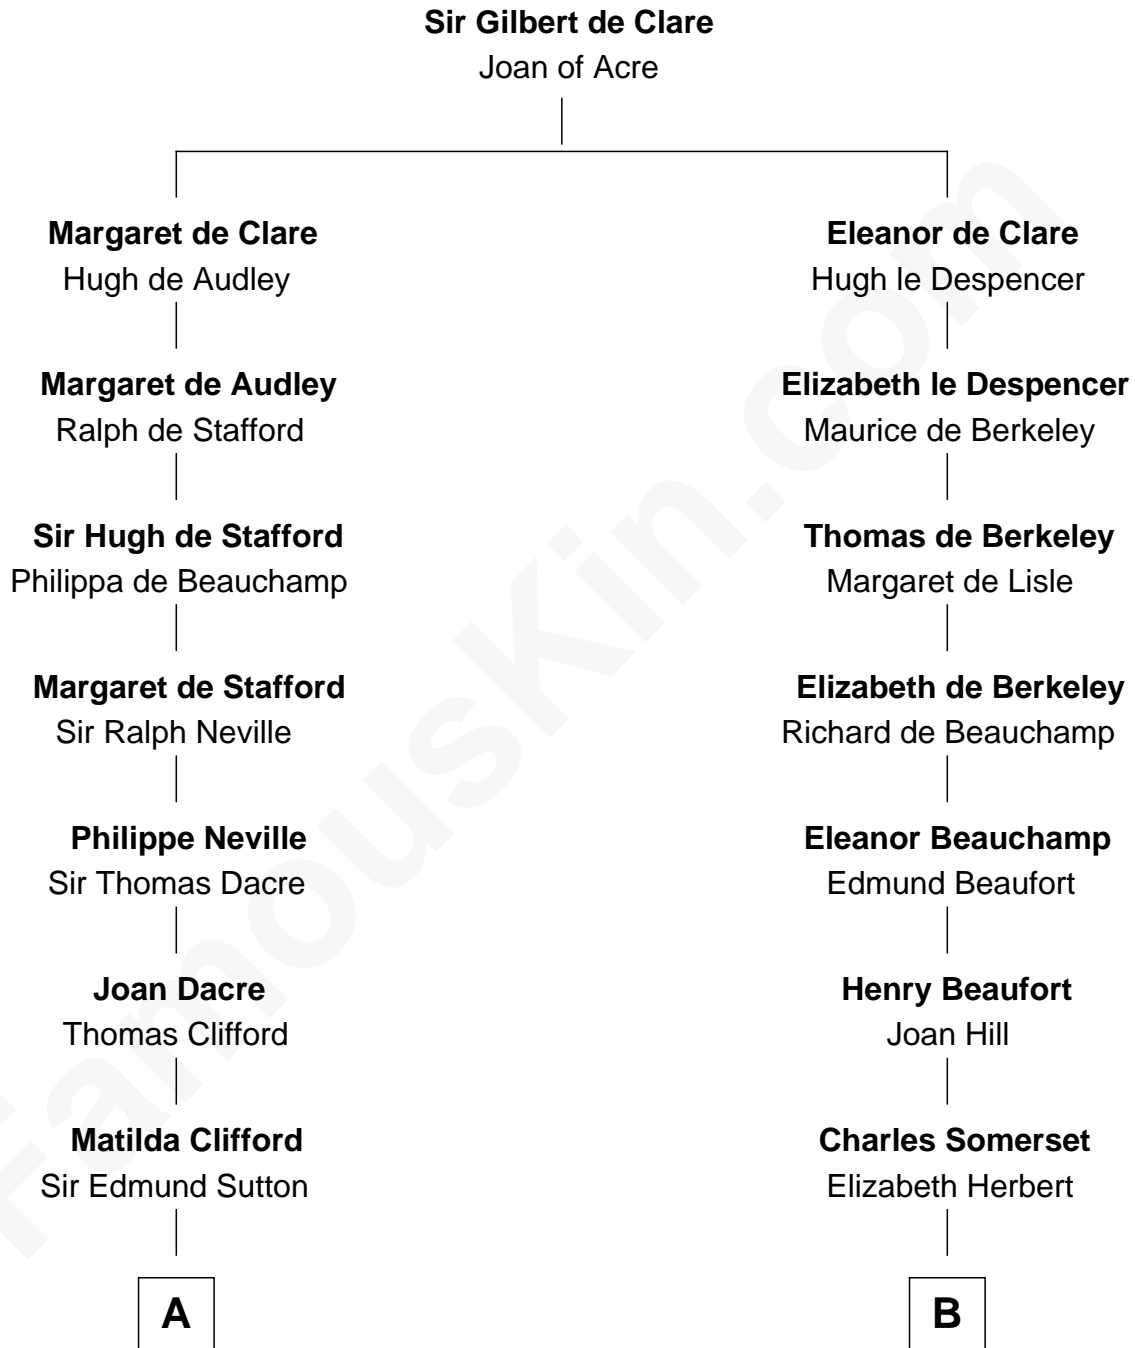 Sir Gilbert de Clare
Joan of Acre
Margaret de Clare
Hugh de Audley
Margaret de Audley
Ralph de Stafford
Sir Hugh de Stafford
Philippa de Beauchamp
Margaret de Stafford
Sir Ralph Neville
Philippe Neville
Sir Thomas Dacre
Joan Dacre
Thomas Clifford
Matilda Clifford
Sir Edmund Sutton
A
Eleanor de Clare
Hugh le Despencer
Elizabeth le Despencer
Maurice de Berkeley
Thomas de Berkeley
Margaret de Lisle
Elizabeth de Berkeley
Richard de Beauchamp
Eleanor Beauchamp
Edmund Beaufort
Henry Beaufort
Joan Hill
Charles Somerset
Elizabeth Herbert
B
FamousKin.com